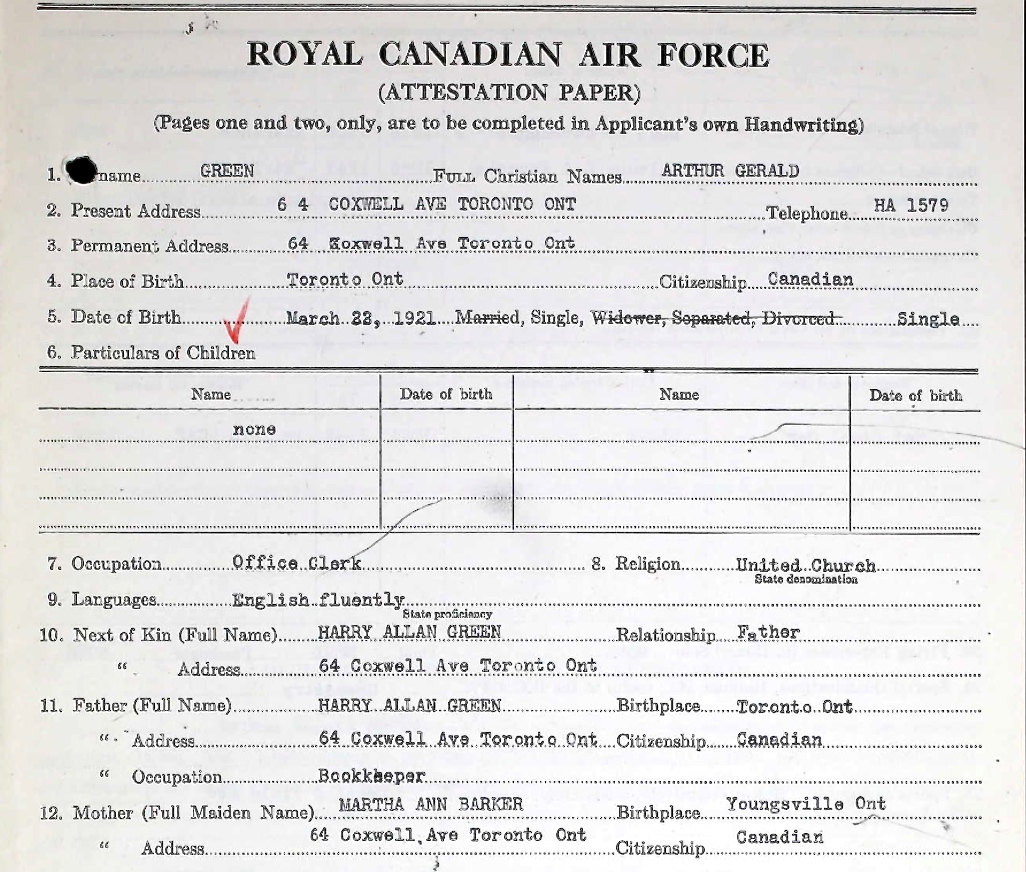 ROYAL CANADIAN AIR FORCE
(ATTESTATION PAPER)
(Pages one and two, only, are to be completed in Applicant's own Handwriting)
1. name GREEN FULL Christian Names ARTHUR GERALD
2. Present Address 6 4 COXWELL AVE TORONTO ONT Telephone HA 1579
3. Permanent Address 64 Koxwell Ave Toronto Ont
4. Place of Birth Toronto Ont Citizenship Canadian
5. Date of Birth March 22, 1921 Married, Single, Widower, Separated, Divorced Single
6. Particulars of Children
Name Date of birth Name Date of birth
none
7. Occupation Office Clerk 8. Religion United Church
State denomination
9. Languages English fluently
State proficiency
10. Next of Kin (Full Name) HARRY ALLAN GREEN Relationship Father
" Address 64 Coxwell Ave Toronto Ont
11. Father (Full Name) HARRY ALLAN GREEN Birthplace Toronto Ont
" Address 64 Coxwell Ave Toronto Ont Citizenship Canadian
" Occupation Bookkeeper
12. Mother (Full Maiden Name) MARTHA ANN BARKER Birthplace Youngsville Ont
" Address 64 Coxwell Ave Toronto Ont Citizenship Canadian